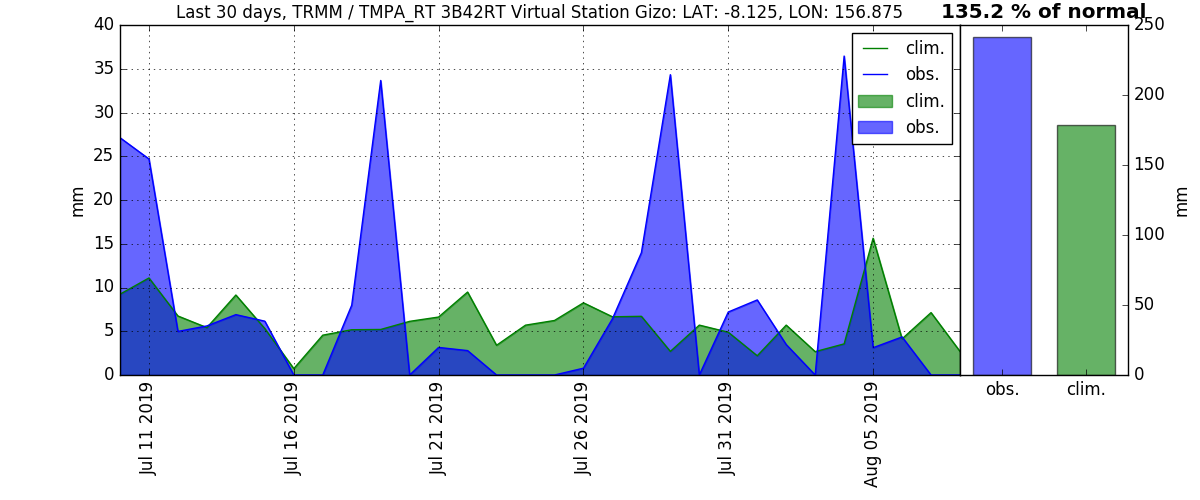 Last 30 days, TRMM / TMPA_RT 3B42RT Virtual Station Gizo: LAT: -8.125, LON: 156.875
135.2 % of normal
40
35
30
25
20
15
10
5
0
mm
clim.
obs.
clim.
obs.
Jul 11 2019
Jul 16 2019
Jul 21 2019
Jul 26 2019
Jul 31 2019
Aug 05 2019
250
200
150
100
50
0
mm
obs.
clim.